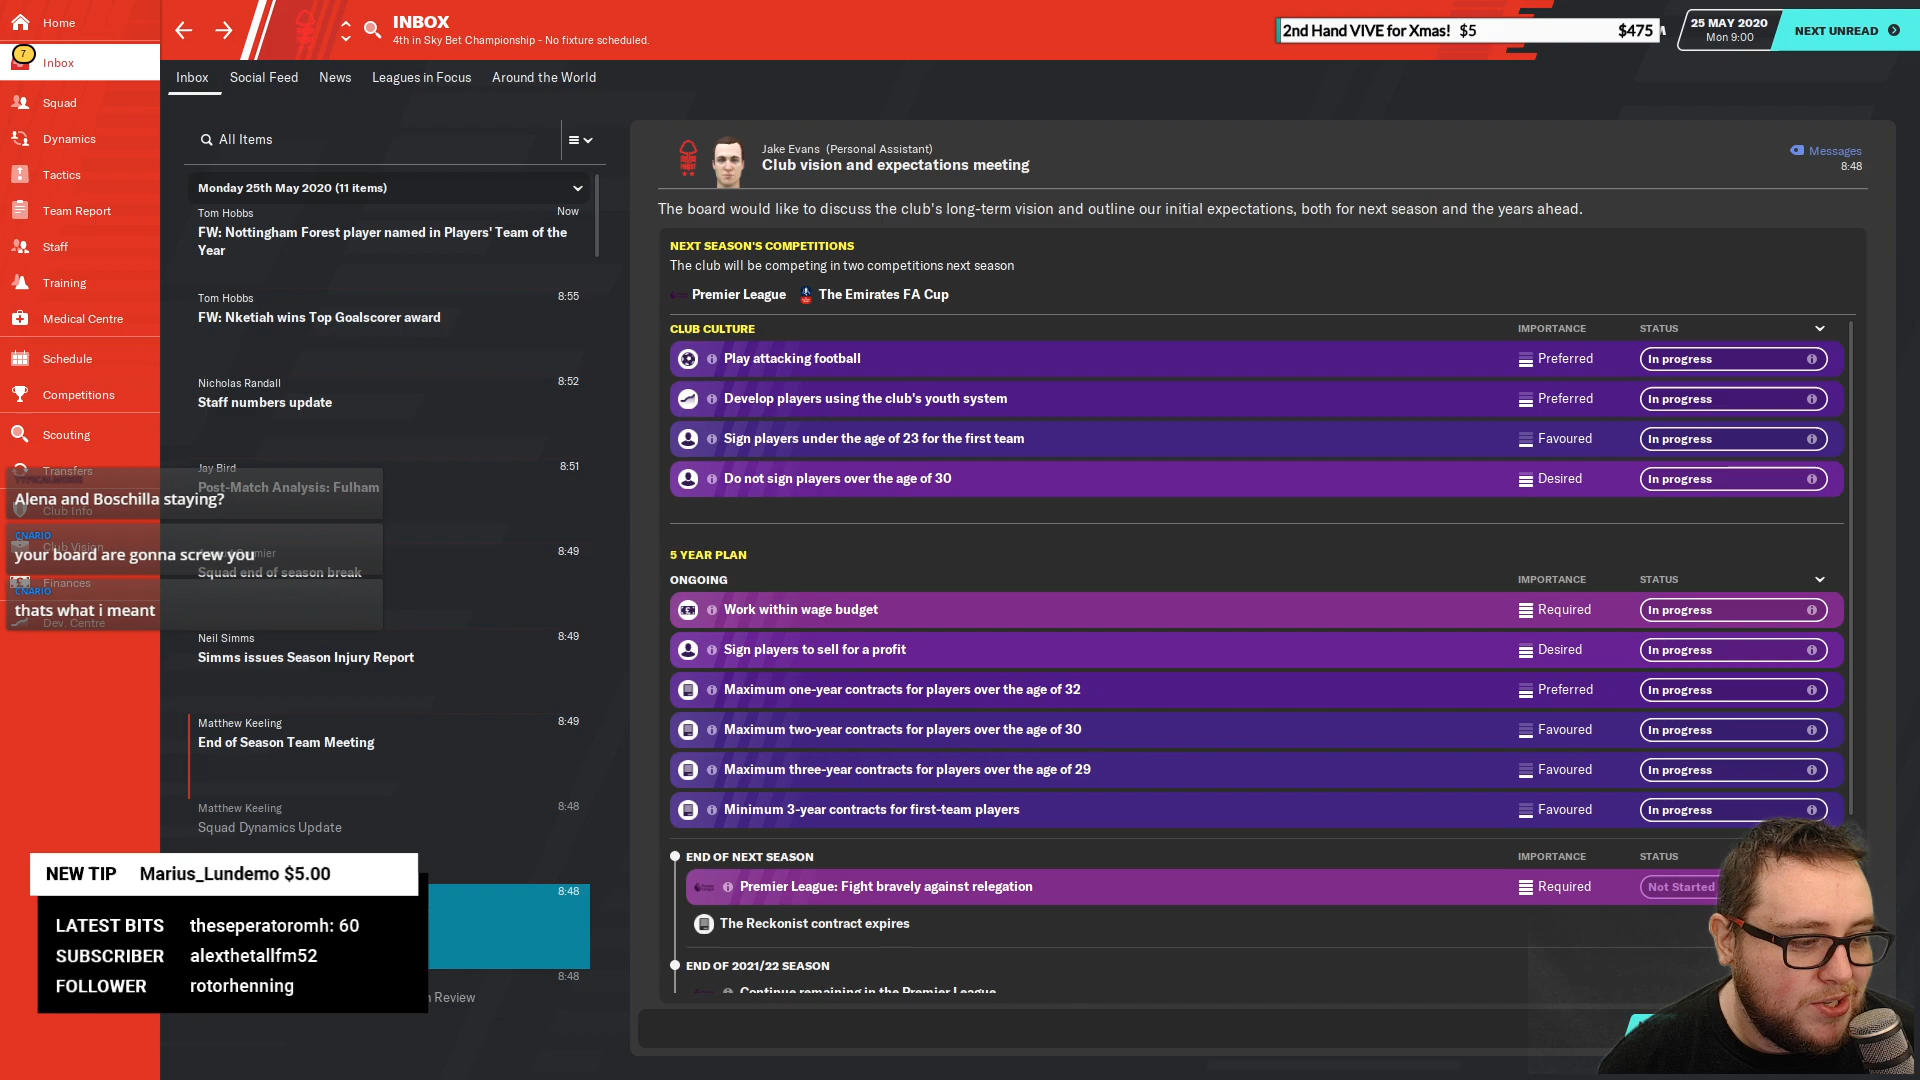 Home
7
Inbox
Squad
Dynamics
Tactics
Team Report
Staff
Training
Medical Centre
Schedule
Competitions
Scouting
Transfers
Club Info
Club Vision
Finances
Dev. Centre
INBOX
4th in Sky Bet Championship - No fixture scheduled.
2nd Hand VIVE for Xmas! $5 $475
25 MAY 2020
Mon 9:00
NEXT UNREAD
Inbox Social Feed News Leagues in Focus Around the World
All Items
Monday 25th May 2020 (11 items)
Tom Hobbs Now
FW: Nottingham Forest player named in Players' Team of the
Year
Tom Hobbs 8:55
FW: Nketiah wins Top Goalscorer award
Nicholas Randall 8:52
Staff numbers update
Jay Bird 8:51
Post-Match Analysis: Fulham
8:49
Squad end of season break
Neil Simms 8:49
Simms issues Season Injury Report
Matthew Keeling 8:49
End of Season Team Meeting
Matthew Keeling 8:48
Squad Dynamics Update
8:48
8:48
Review
Alena and Boschilla staying?
CNARIO
your board are gonna screw you
CNARIO
thats what i meant
NEW TIP Marius_Lundemo $5.00
LATEST BITS theseperatoromh: 60
SUBSCRIBER alexthetallfm52
FOLLOWER rotorhenning
Jake Evans (Personal Assistant)
Club vision and expectations meeting
Messages
8:48
The board would like to discuss the club's long-term vision and outline our initial expectations, both for next season and the years ahead.
NEXT SEASON'S COMPETITIONS
The club will be competing in two competitions next season
Premier League The Emirates FA Cup
CLUB CULTURE IMPORTANCE STATUS
Play attacking football Preferred In progress
Develop players using the club's youth system Preferred In progress
Sign players under the age of 23 for the first team Favoured In progress
Do not sign players over the age of 30 Desired In progress
5 YEAR PLAN
ONGOING IMPORTANCE STATUS
Work within wage budget Required In progress
Sign players to sell for a profit Desired In progress
Maximum one-year contracts for players over the age of 32 Preferred In progress
Maximum two-year contracts for players over the age of 30 Favoured In progress
Maximum three-year contracts for players over the age of 29 Favoured In progress
Minimum 3-year contracts for first-team players Favoured In progress
END OF NEXT SEASON IMPORTANCE STATUS
Premier League: Fight bravely against relegation Required Not Started
The Reckonist contract expires
END OF 2021/22 SEASON
Continue remaining in the Premier League